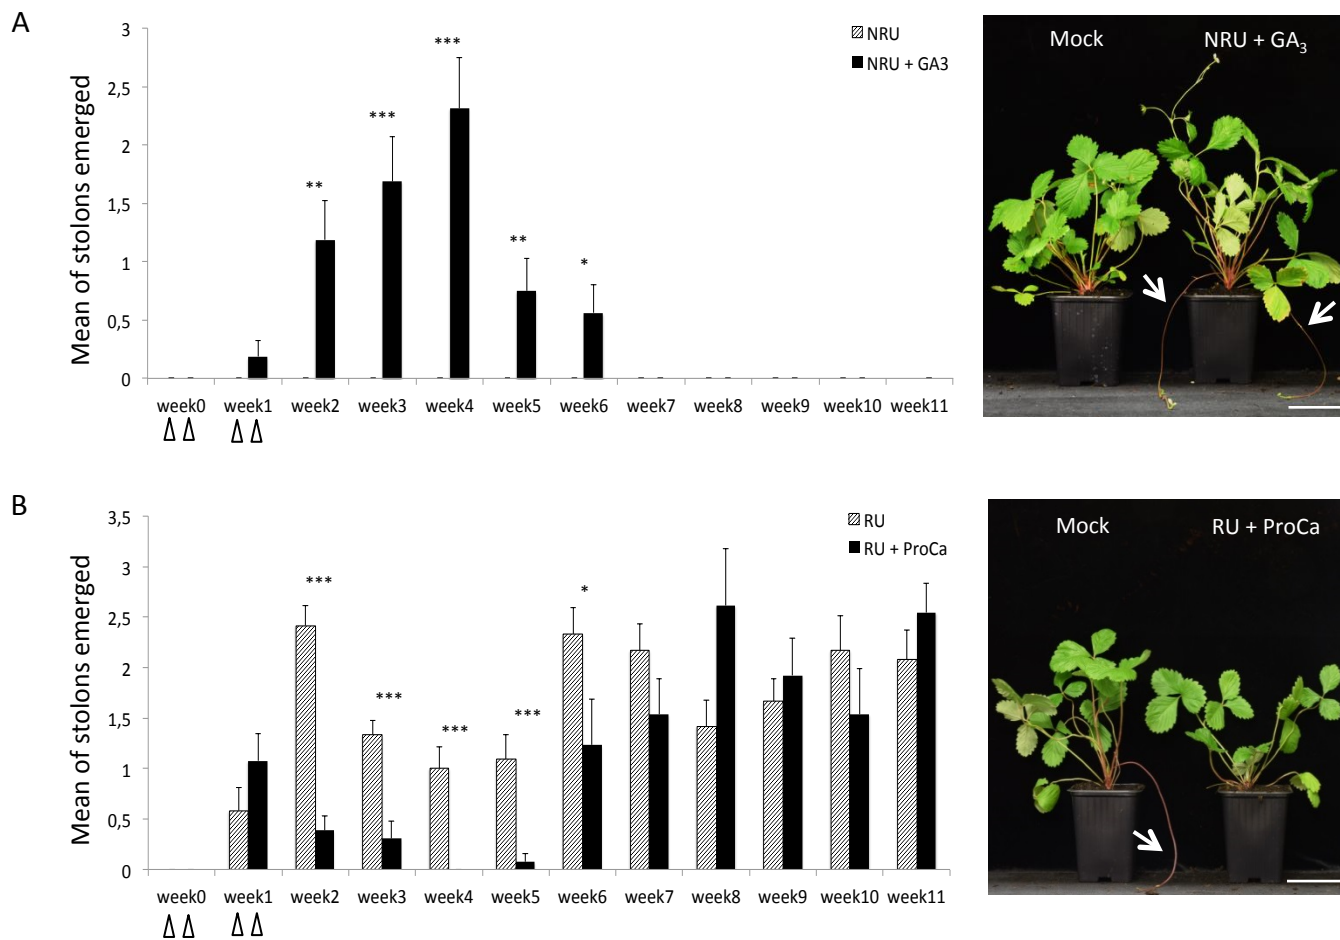 A
Mean of stolons emerged
3
2,5
2
1,5
1
0,5
0
***
***
**
**
*
NRU
NRU + GA3
week0 week1 week2 week3 week4 week5 week6 week7 week8 week9 week10 week11
Mock NRU + GA₃
B
Mean of stolons emerged
3,5
3
2,5
2
1,5
1
0,5
0
***
***
***
***
*
RU
RU + ProCa
week0 week1 week2 week3 week4 week5 week6 week7 week8 week9 week10 week11
Mock RU + ProCa